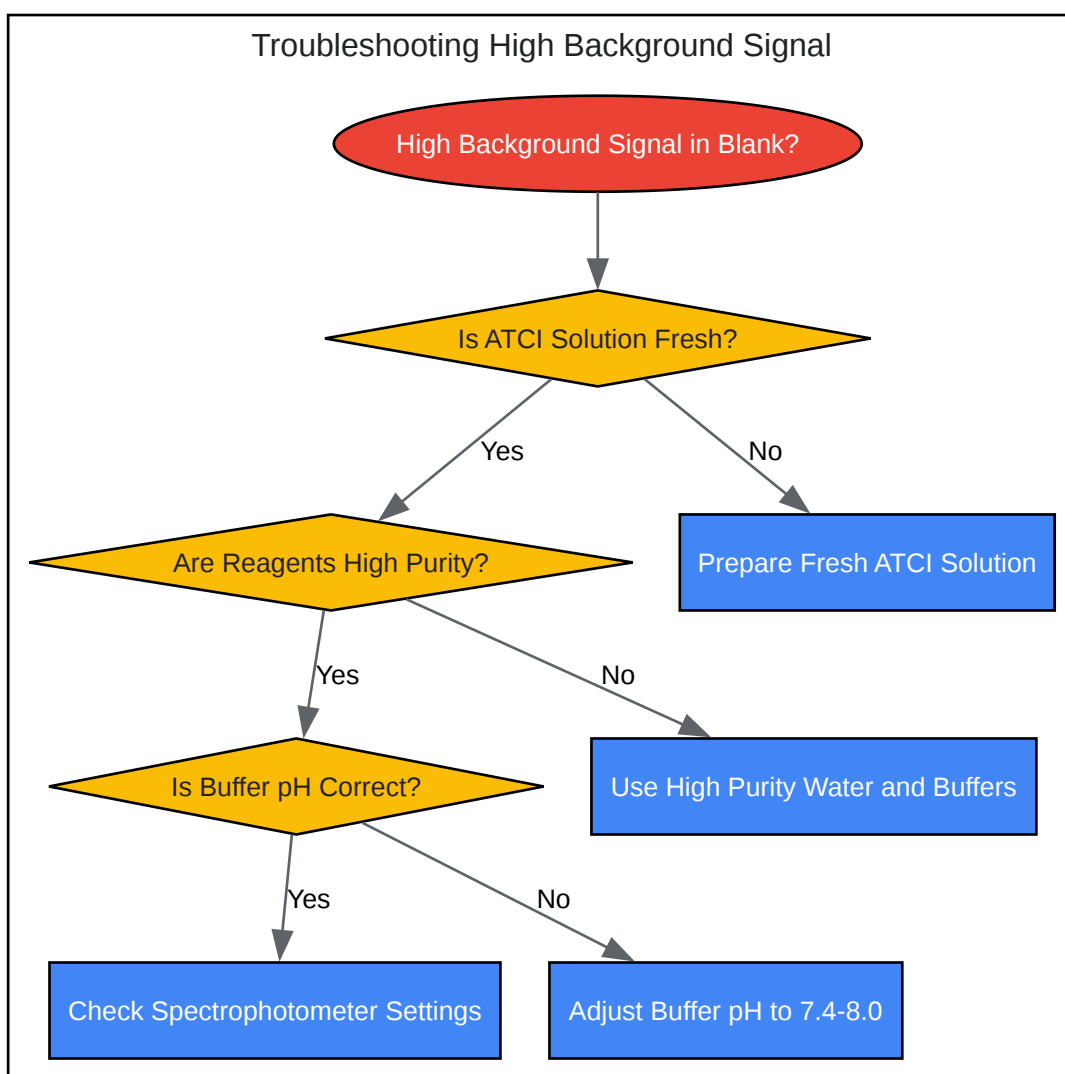 Troubleshooting High Background Signal
High Background Signal in Blank?
Is ATCI Solution Fresh?
Yes
No
Are Reagents High Purity?
Prepare Fresh ATCI Solution
Yes
No
Is Buffer pH Correct?
Use High Purity Water and Buffers
Yes
No
Check Spectrophotometer Settings
Adjust Buffer pH to 7.4-8.0